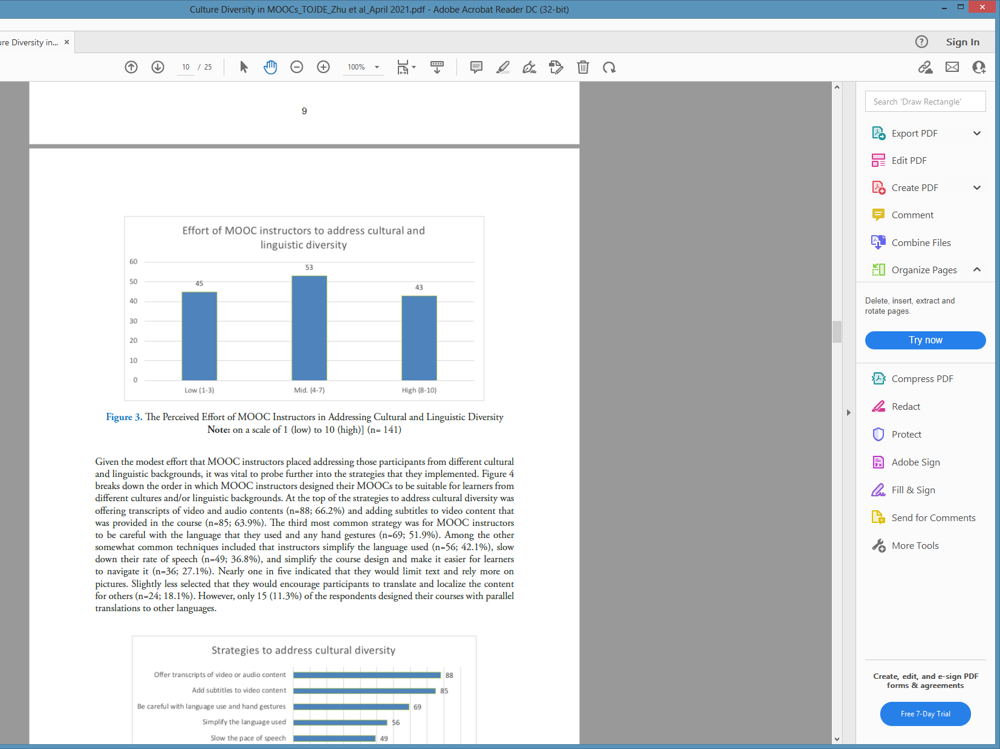 Culture Diversity in MOOCs_TOJDE_Zhu et al_April 2021.pdf - Adobe Acrobat Reader DC (32-bit)
re Diversity in... ×
Sign In
10 / 25
100%
9
Effort of MOOC instructors to address cultural and
linguistic diversity
60
50
40
30
20
10
0
45
53
43
Low (1-3)
Mid. (4-7)
High (8-10)
Figure 3. The Perceived Effort of MOOC Instructors in Addressing Cultural and Linguistic Diversity
Note: on a scale of 1 (low) to 10 (high)] (n= 141)
Given the modest effort that MOOC instructors placed addressing those participants from different cultural
and linguistic backgrounds, it was vital to probe further into the strategies that they implemented. Figure 4
breaks down the order in which MOOC instructors designed their MOOCs to be suitable for learners from
different cultures and/or linguistic backgrounds. At the top of the strategies to address cultural diversity was
offering transcripts of video and audio contents (n=88; 66.2%) and adding subtitles to video content that
was provided in the course (n=85; 63.9%). The third most common strategy was for MOOC instructors
to be careful with the language that they used and any hand gestures (n=69; 51.9%). Among the other
somewhat common techniques included that instructors simplify the language used (n=56; 42.1%), slow
down their rate of speech (n=49; 36.8%), and simplify the course design and make it easier for learners
to navigate it (n=36; 27.1%). Nearly one in five indicated that they would limit text and rely more on
pictures. Slightly less selected that they would encourage participants to translate and localize the content
for others (n=24; 18.1%). However, only 15 (11.3%) of the respondents designed their courses with parallel
translations to other languages.
Strategies to address cultural diversity
Offer transcripts of video or audio content 88
Add subtitles to video content 85
Be careful with language use and hand gestures 69
Simplify the language used 56
Slow the pace of speech 49
Search 'Draw Rectangle'
Export PDF
Edit PDF
Create PDF
Comment
Combine Files
Organize Pages
Delete, insert, extract and
rotate pages.
Try now
Compress PDF
Redact
Protect
Adobe Sign
Fill & Sign
Send for Comments
More Tools
Create, edit, and e-sign PDF
forms & agreements
Free 7-Day Trial